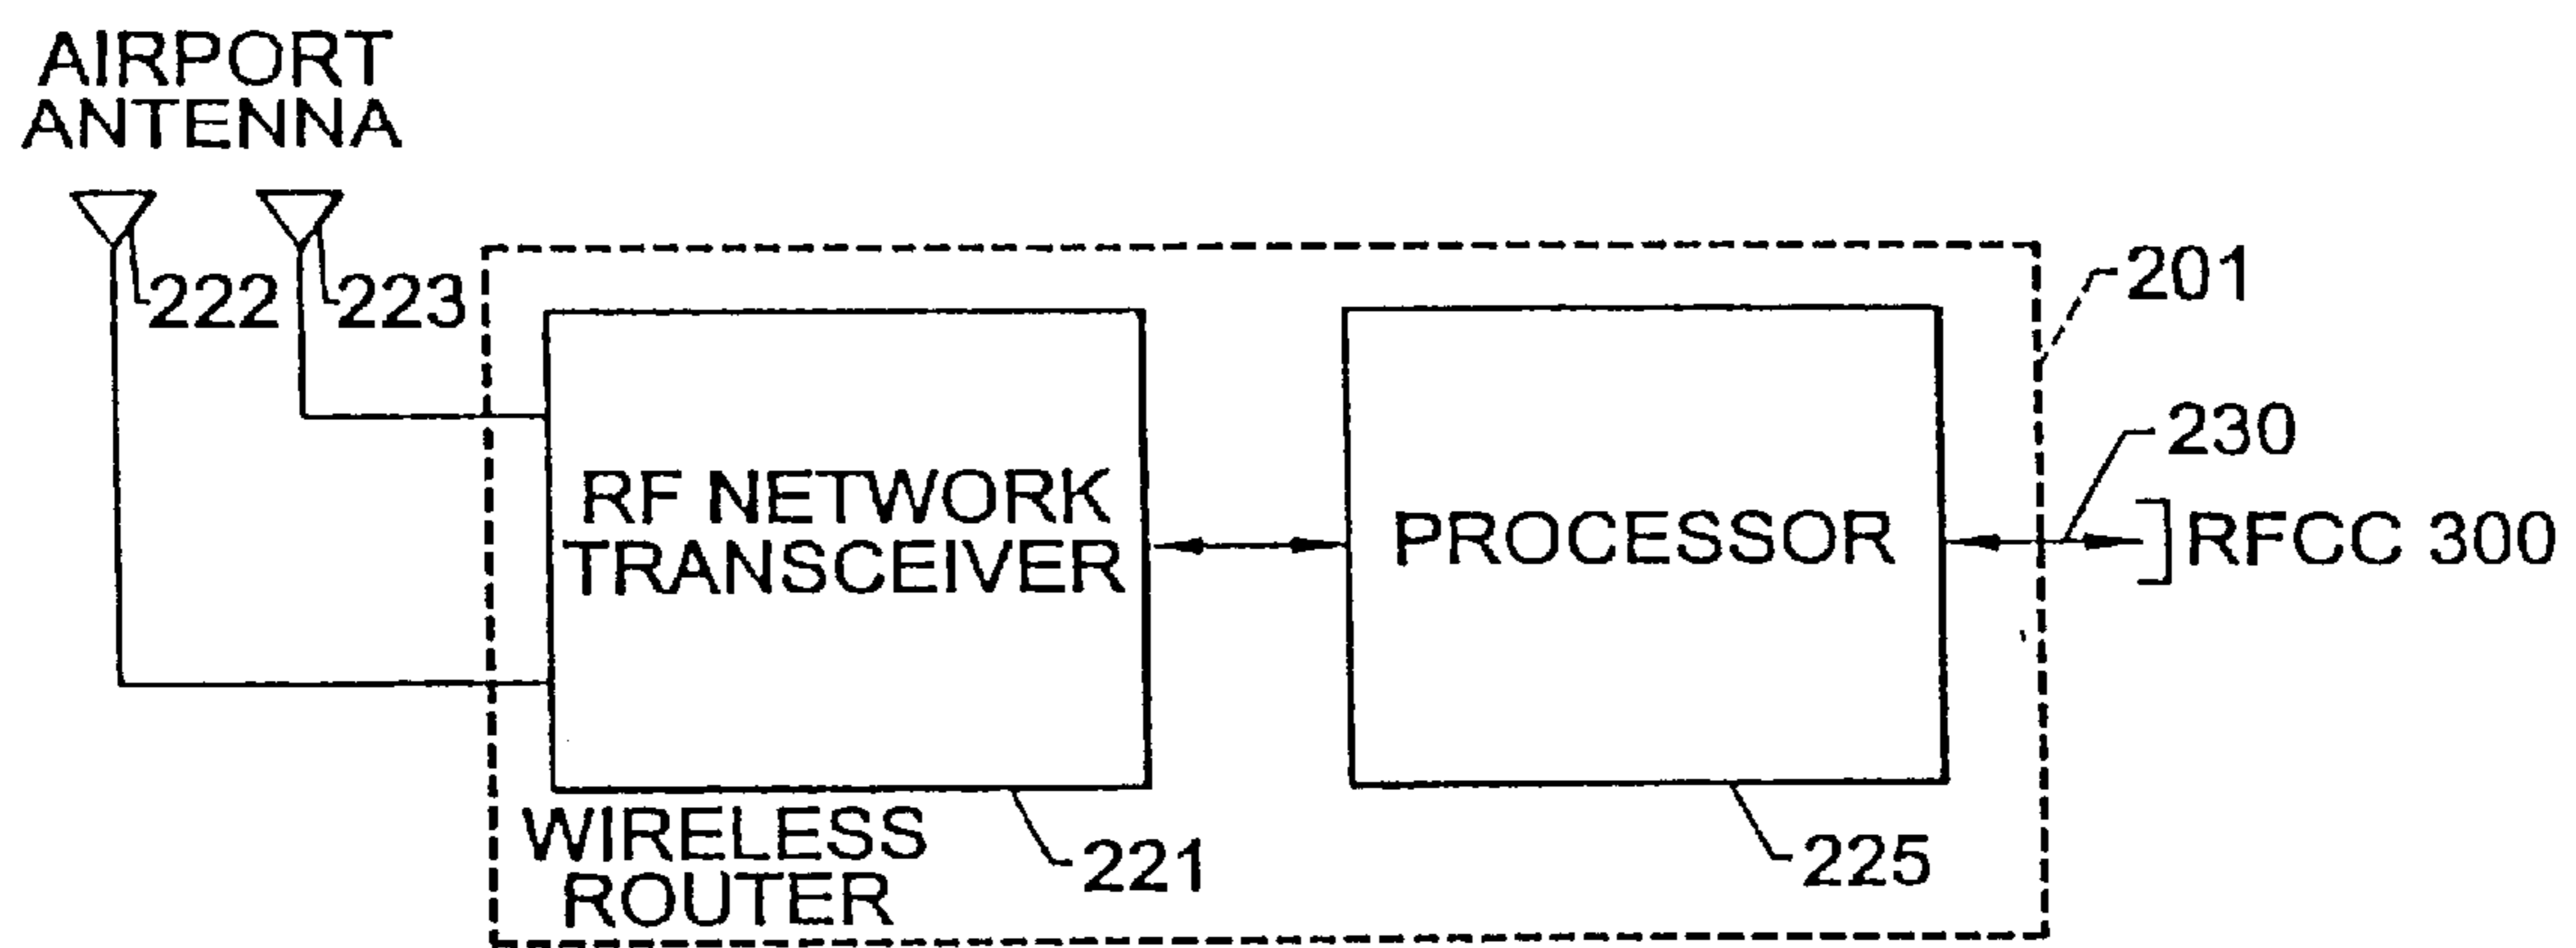 AIRPORT
ANTENNA
222
223
201
230
RF NETWORK
TRANSCEIVER
PROCESSOR
RFCC 300
WIRELESS
ROUTER
221
225